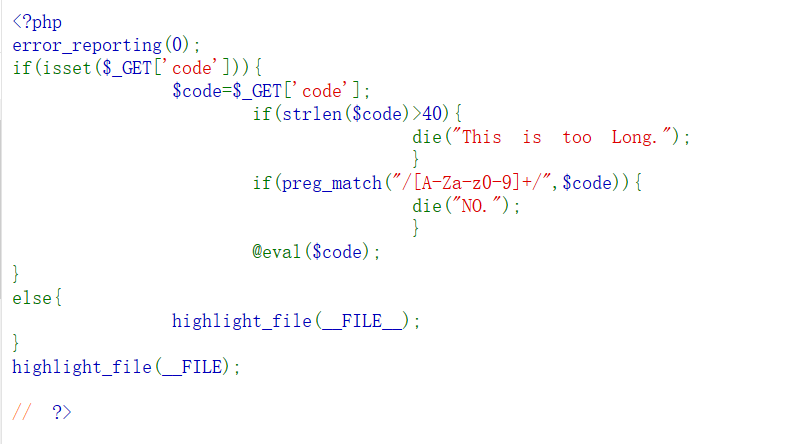 <?php
error_reporting(0);
if(isset($_GET['code'])){
$code=$_GET['code'];
if(strlen($code)>40){
die("This is too Long.");
}
if(preg_match("/[A-Za-z0-9]+/",$code)){
die("NO.");
}
@eval($code);
}
else{
highlight_file(__FILE__);
}
highlight_file(__FILE);
// ?>